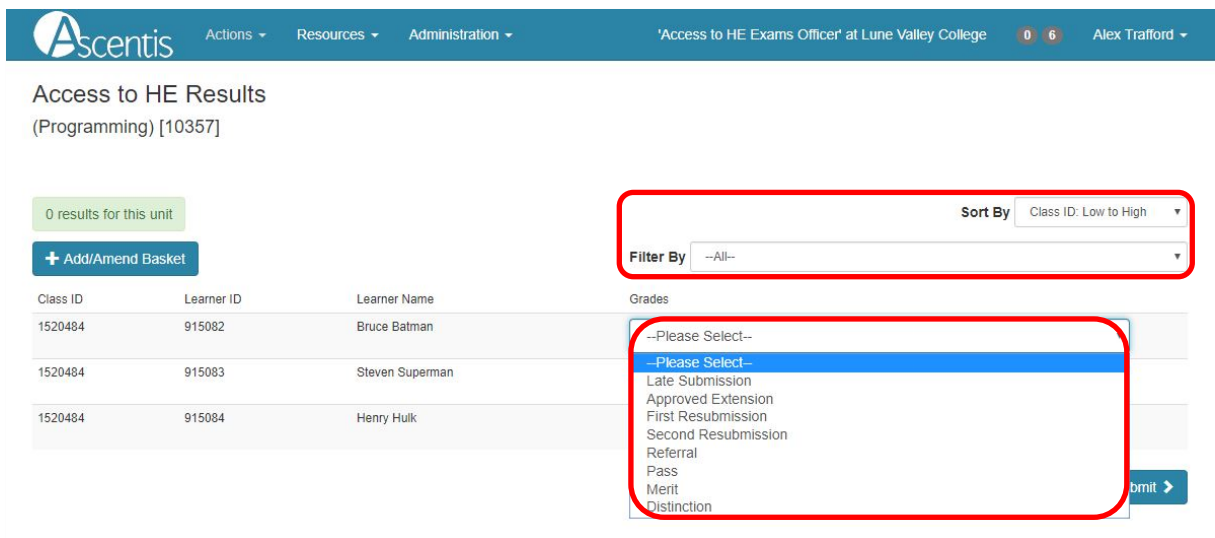 Ascentis Actions Resources Administration 'Access to HE Exams Officer' at Lune Valley College 0 6 Alex Trafford
Access to HE Results
(Programming) [10357]
0 results for this unit
Sort By Class ID: Low to High
+ Add/Amend Basket
Filter By --All--
Class ID Learner ID Learner Name Grades
1520484 915082 Bruce Batman --Please Select--
--Please Select--
1520484 915083 Steven Superman Late Submission
Approved Extension
1520484 915084 Henry Hulk First Resubmission
Second Resubmission
Referral
Pass
Merit
bmit
Distinction